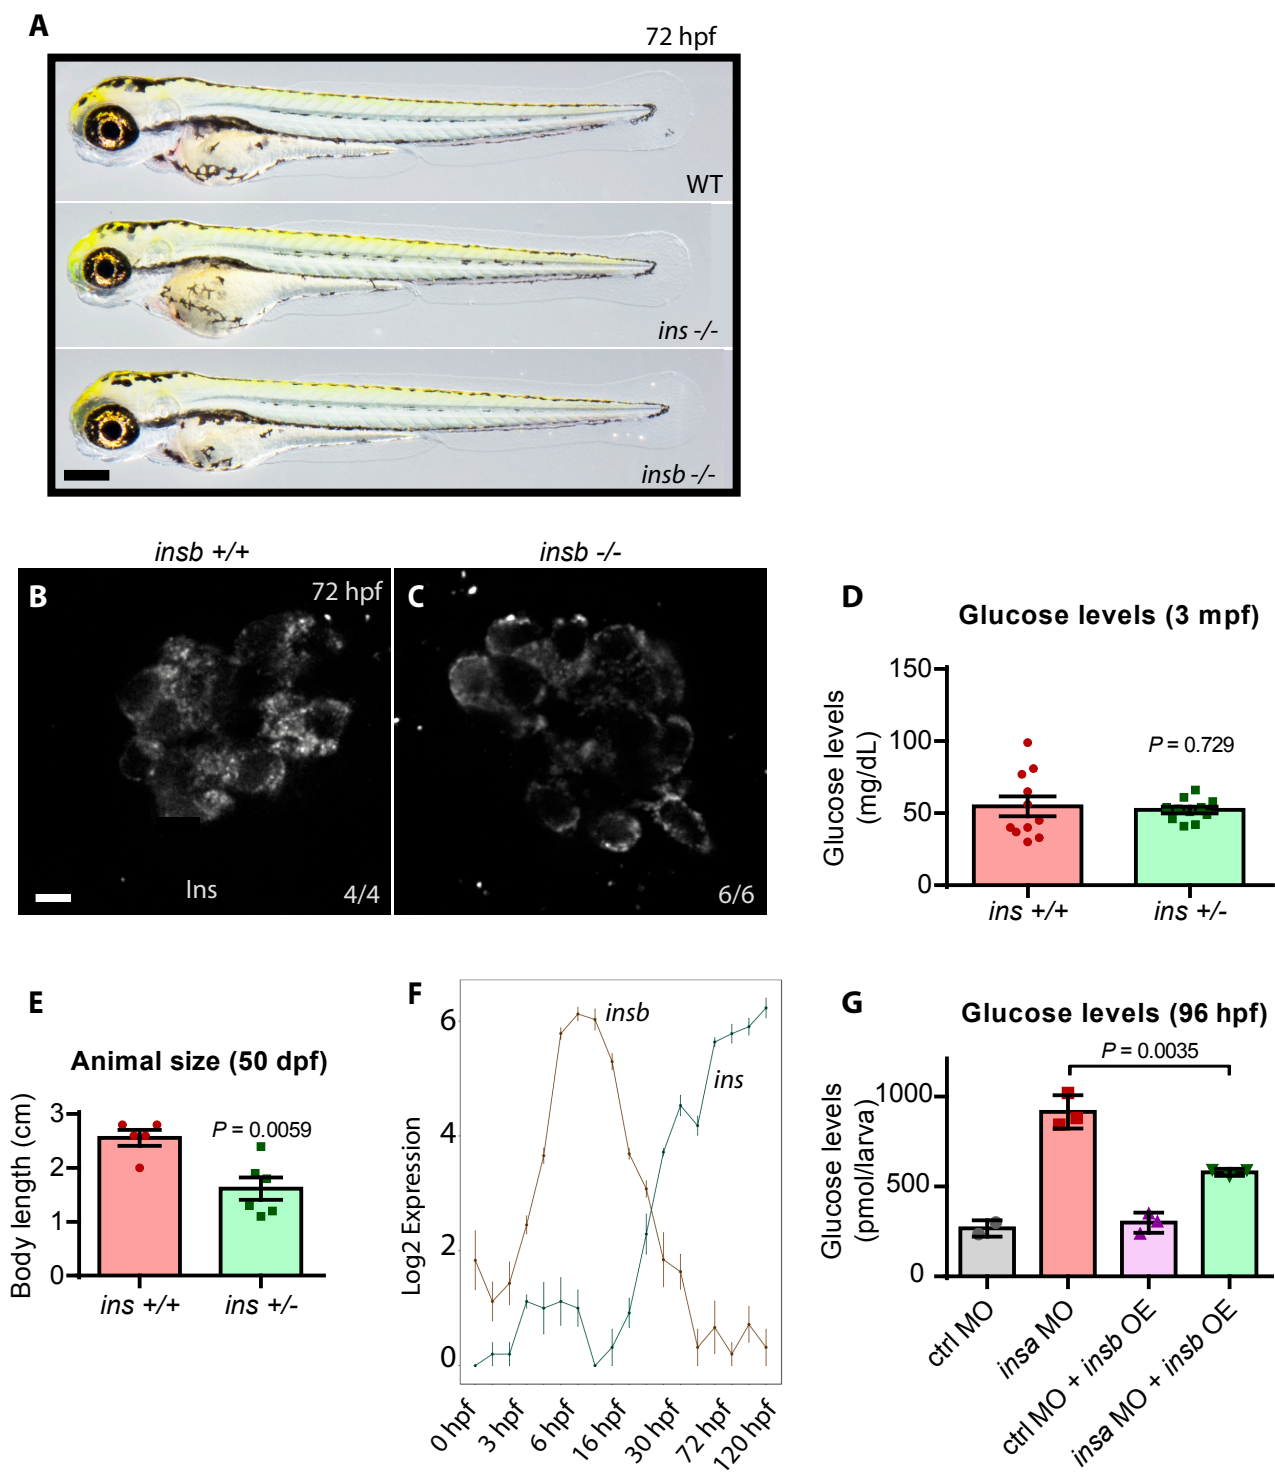 A
72 hpf
WT
ins -/-
insb -/-
insb +/+
insb -/-
B
72 hpf
Ins
4/4
C
6/6
D
Glucose levels (3 mpf)
Glucose levels
(mg/dL)
150
100
50
0
P = 0.729
ins +/+
ins +/-
E
Animal size (50 dpf)
Body length (cm)
3
2
1
0
P = 0.0059
ins +/+
ins +/-
F
Log2 Expression
6
4
2
0
insb
ins
0 hpf
3 hpf
6 hpf
16 hpf
30 hpf
72 hpf
120 hpf
G
Glucose levels (96 hpf)
P = 0.0035
Glucose levels
(pmol/larva)
1000
500
0
ctrl MO
insa MO
ctrl MO + insb OE
insa MO + insb OE